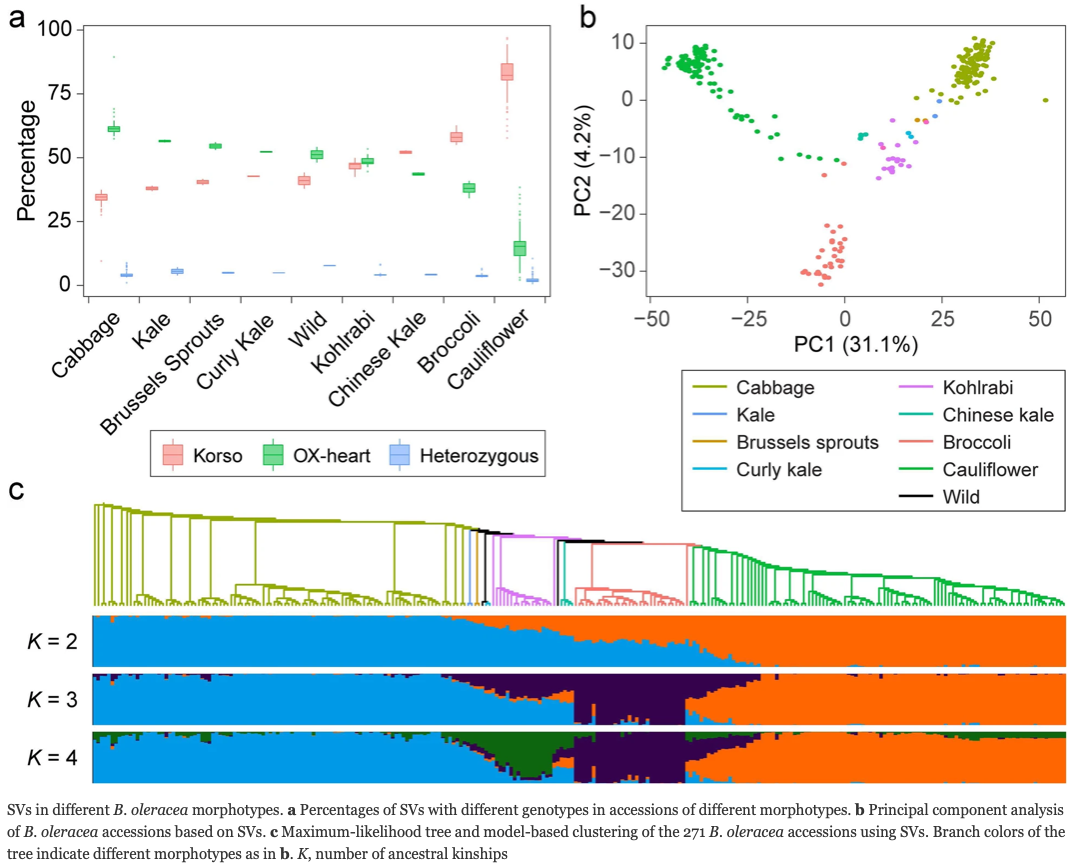 a
100
75
50
25
0
Percentage
Cabbage
Kale
Brussels Sprouts
Curly Kale
Wild
Kohlrabi
Chinese Kale
Broccoli
Cauliflower
Korso OX-heart Heterozygous
b
10
0
−10
−20
−30
PC2 (4.2%)
−50 −25 0 25 50
PC1 (31.1%)
Cabbage
Kale
Brussels sprouts
Curly kale
Kohlrabi
Chinese kale
Broccoli
Cauliflower
Wild
c
K = 2
K = 3
K = 4
SVs in different B. oleracea morphotypes. a Percentages of SVs with different genotypes in accessions of different morphotypes. b Principal component analysis
of B. oleracea accessions based on SVs. c Maximum-likelihood tree and model-based clustering of the 271 B. oleracea accessions using SVs. Branch colors of the
tree indicate different morphotypes as in b. K, number of ancestral kinships